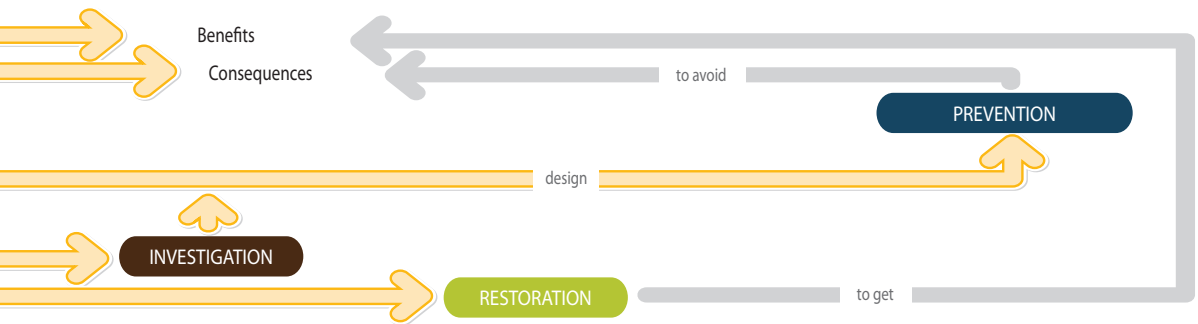 Benefits
Consequences
to avoid
PREVENTION
design
INVESTIGATION
RESTORATION
to get